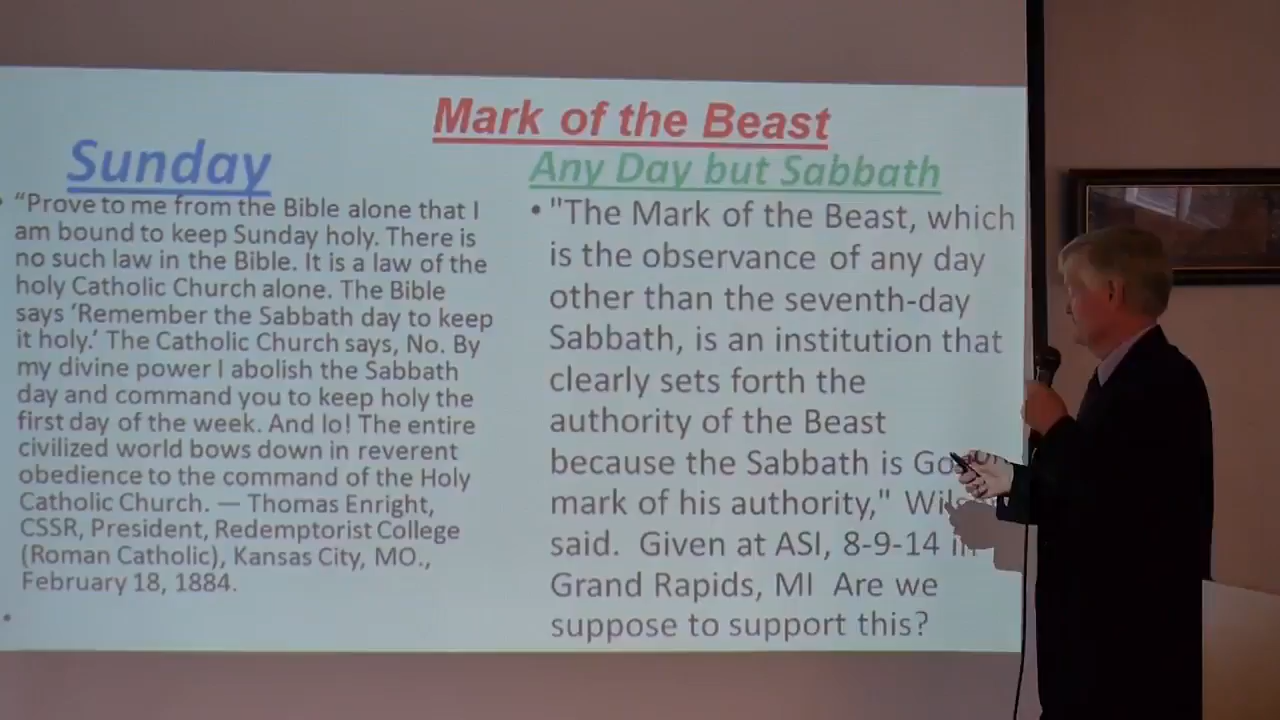 Mark of the Beast
Sunday
• “Prove to me from the Bible alone that I
am bound to keep Sunday holy. There is
no such law in the Bible. It is a law of the
holy Catholic Church alone. The Bible
says ‘Remember the Sabbath day to keep
it holy.’ The Catholic Church says, No. By
my divine power I abolish the Sabbath
day and command you to keep holy the
first day of the week. And lo! The entire
civilized world bows down in reverent
obedience to the command of the Holy
Catholic Church. — Thomas Enright,
CSSR, President, Redemptorist College
(Roman Catholic), Kansas City, MO.,
February 18, 1884.
•
Any Day but Sabbath
• "The Mark of the Beast, which
is the observance of any day
other than the seventh-day
Sabbath, is an institution that
clearly sets forth the
authority of the Beast
because the Sabbath is
mark of his authority,"
said. Given at ASI, 8-9-14 in
Grand Rapids, MI Are we
suppose to support this?